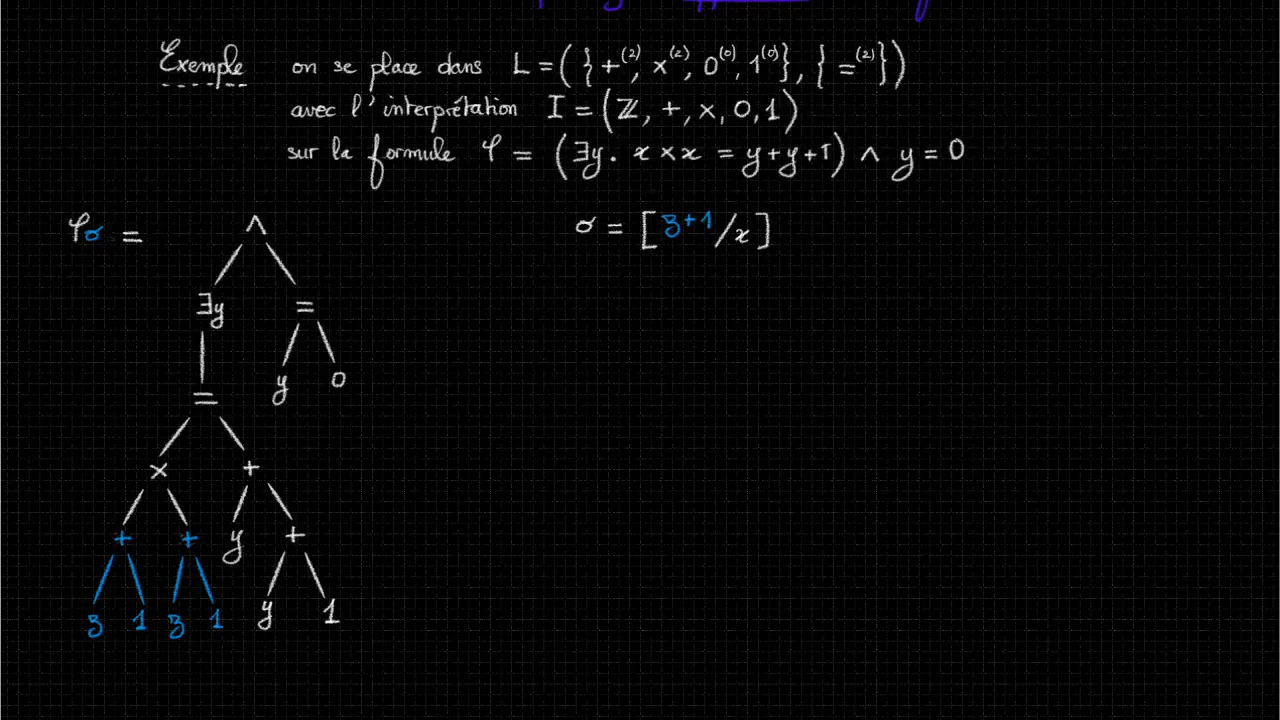 Exemple on se place dans L = ({+⁽²⁾, ×⁽²⁾, 0⁽⁰⁾, 1⁽⁰⁾}, {=⁽²⁾})
avec l'interprétation I = (ℤ, +, ×, 0, 1)
sur la formule φ = (∃y. x × x = y + y + 1) ∧ y = 0
φσ = ∧ σ = [z+1/x]
∃y =
= y 0
× +
+ + y +
z 1 z 1 y 1